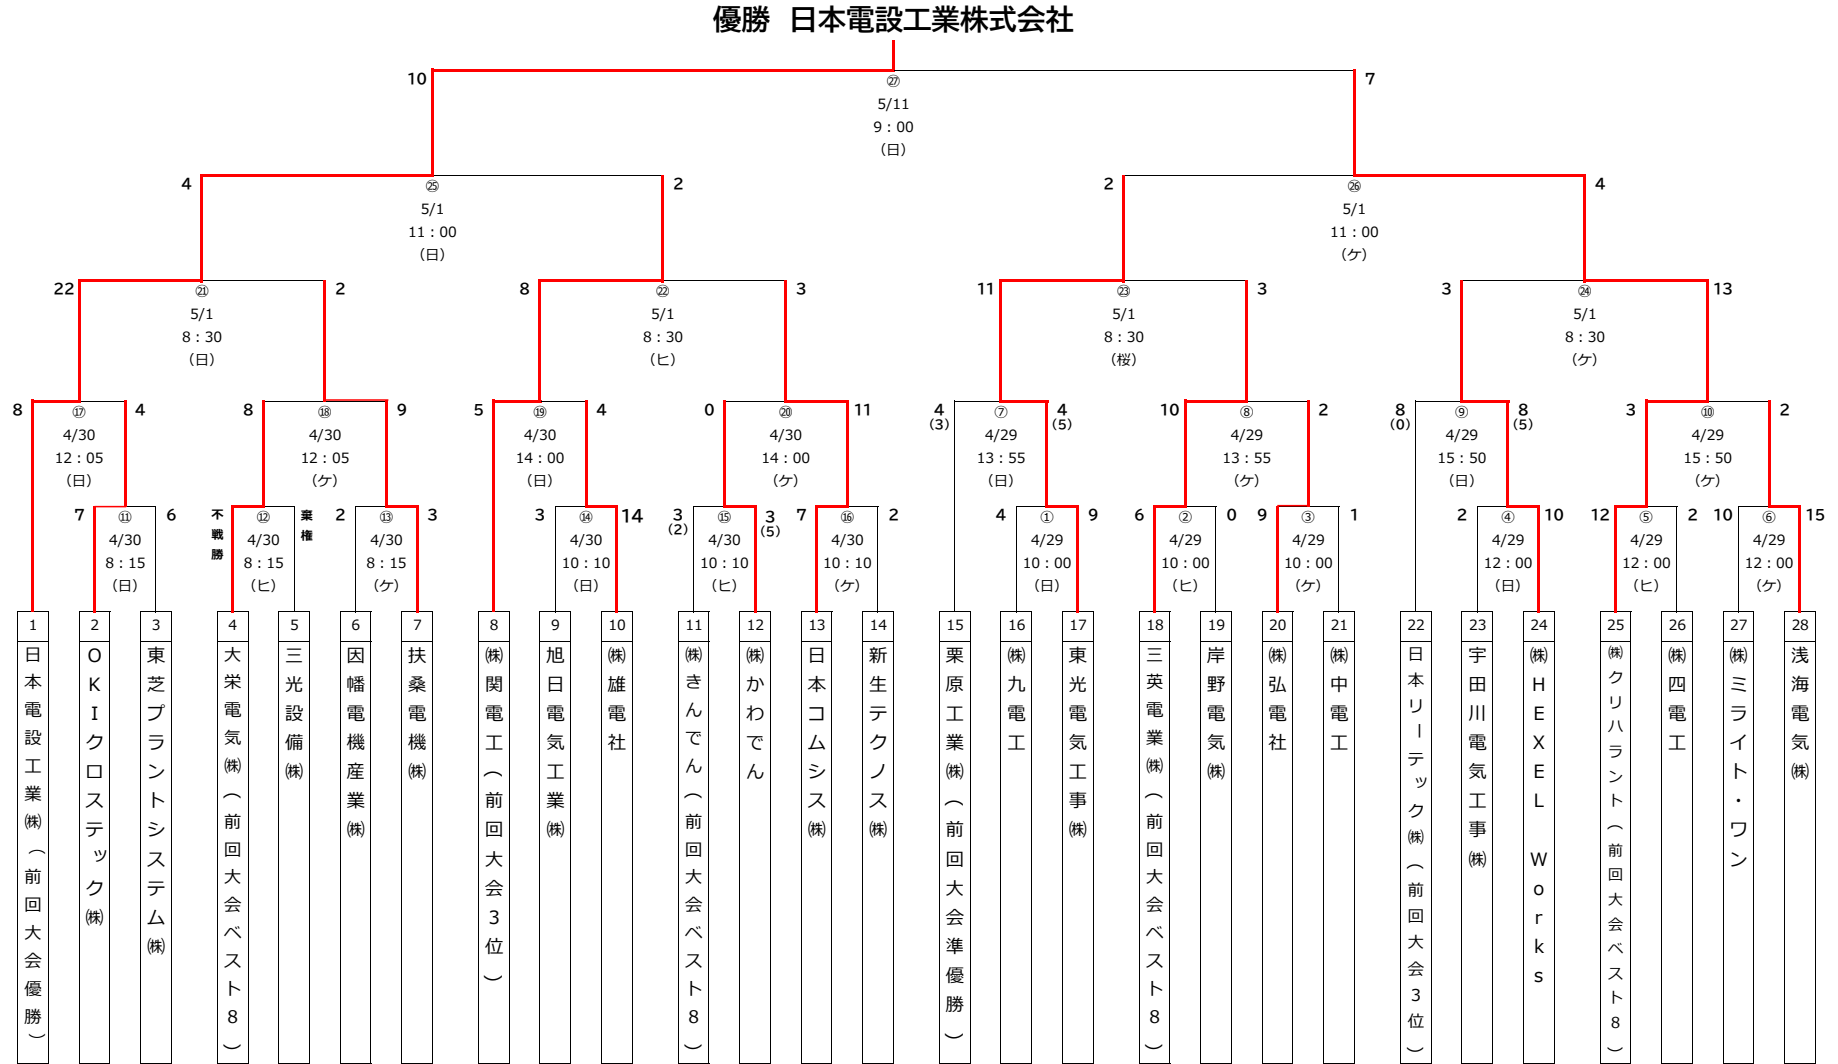 優勝 日本電設工業株式会社
10 7
㉗
5/11
9：00
（日）
4 2 2 4
㉕ ㉖
5/1 5/1
11：00 11：00
（日） （ケ）
22 2 8 3 11 3 3 13
㉑ ㉒ ㉓ ㉔
5/1 5/1 5/1 5/1
8：30 8：30 8：30 8：30
（日） （ヒ） （桜） （ケ）
8 4 8 9 5 4 0 11 4 4 10 2 8 8 3 2
(3) (5) (0) (5)
⑰ ⑱ ⑲ ⑳ ⑦ ⑧ ⑨ ⑩
4/30 4/30 4/30 4/30 4/29 4/29 4/29 4/29
12：05 12：05 14：00 14：00 13：55 13：55 15：50 15：50
（日） （ケ） （日） （ケ） （日） （ケ） （日） （ケ）
7 6 不戦勝 棄権 2 3 3 14 3 3 7 2 4 9 6 0 9 1 2 10 12 2 10 15
(2) (5)
⑪ ⑫ ⑬ ⑭ ⑮ ⑯ ① ② ③ ④ ⑤ ⑥
4/30 4/30 4/30 4/30 4/30 4/30 4/29 4/29 4/29 4/29 4/29 4/29
8：15 8：15 8：15 10：10 10：10 10：10 10：00 10：00 10：00 12：00 12：00 12：00
（日） （ヒ） （ケ） （日） （ヒ） （ケ） （日） （ヒ） （ケ） （日） （ヒ） （ケ）
1 日本電設工業㈱（前回大会優勝）
2 OKIクロステック㈱
3 東芝プラントシステム㈱
4 大栄電気㈱（前回大会ベスト8）
5 三光設備㈱
6 因幡電機産業㈱
7 扶桑電機㈱
8 ㈱関電工（前回大会3位）
9 旭日電気工業㈱
10 ㈱雄電社
11 ㈱きんでん（前回大会ベスト8）
12 ㈱かわでん
13 日本コムシス㈱
14 新生テクノス㈱
15 栗原工業㈱（前回大会準優勝）
16 ㈱九電工
17 東光電気工事㈱
18 三英電業㈱（前回大会ベスト8）
19 岸野電気㈱
20 ㈱弘電社
21 ㈱中電工
22 日本リーテック㈱（前回大会3位）
23 宇田川電気工事㈱
24 ㈱HEXEL Works
25 ㈱クリハラント（前回大会ベスト8）
26 ㈱四電工
27 ㈱ミライト・ワン
28 浅海電気㈱